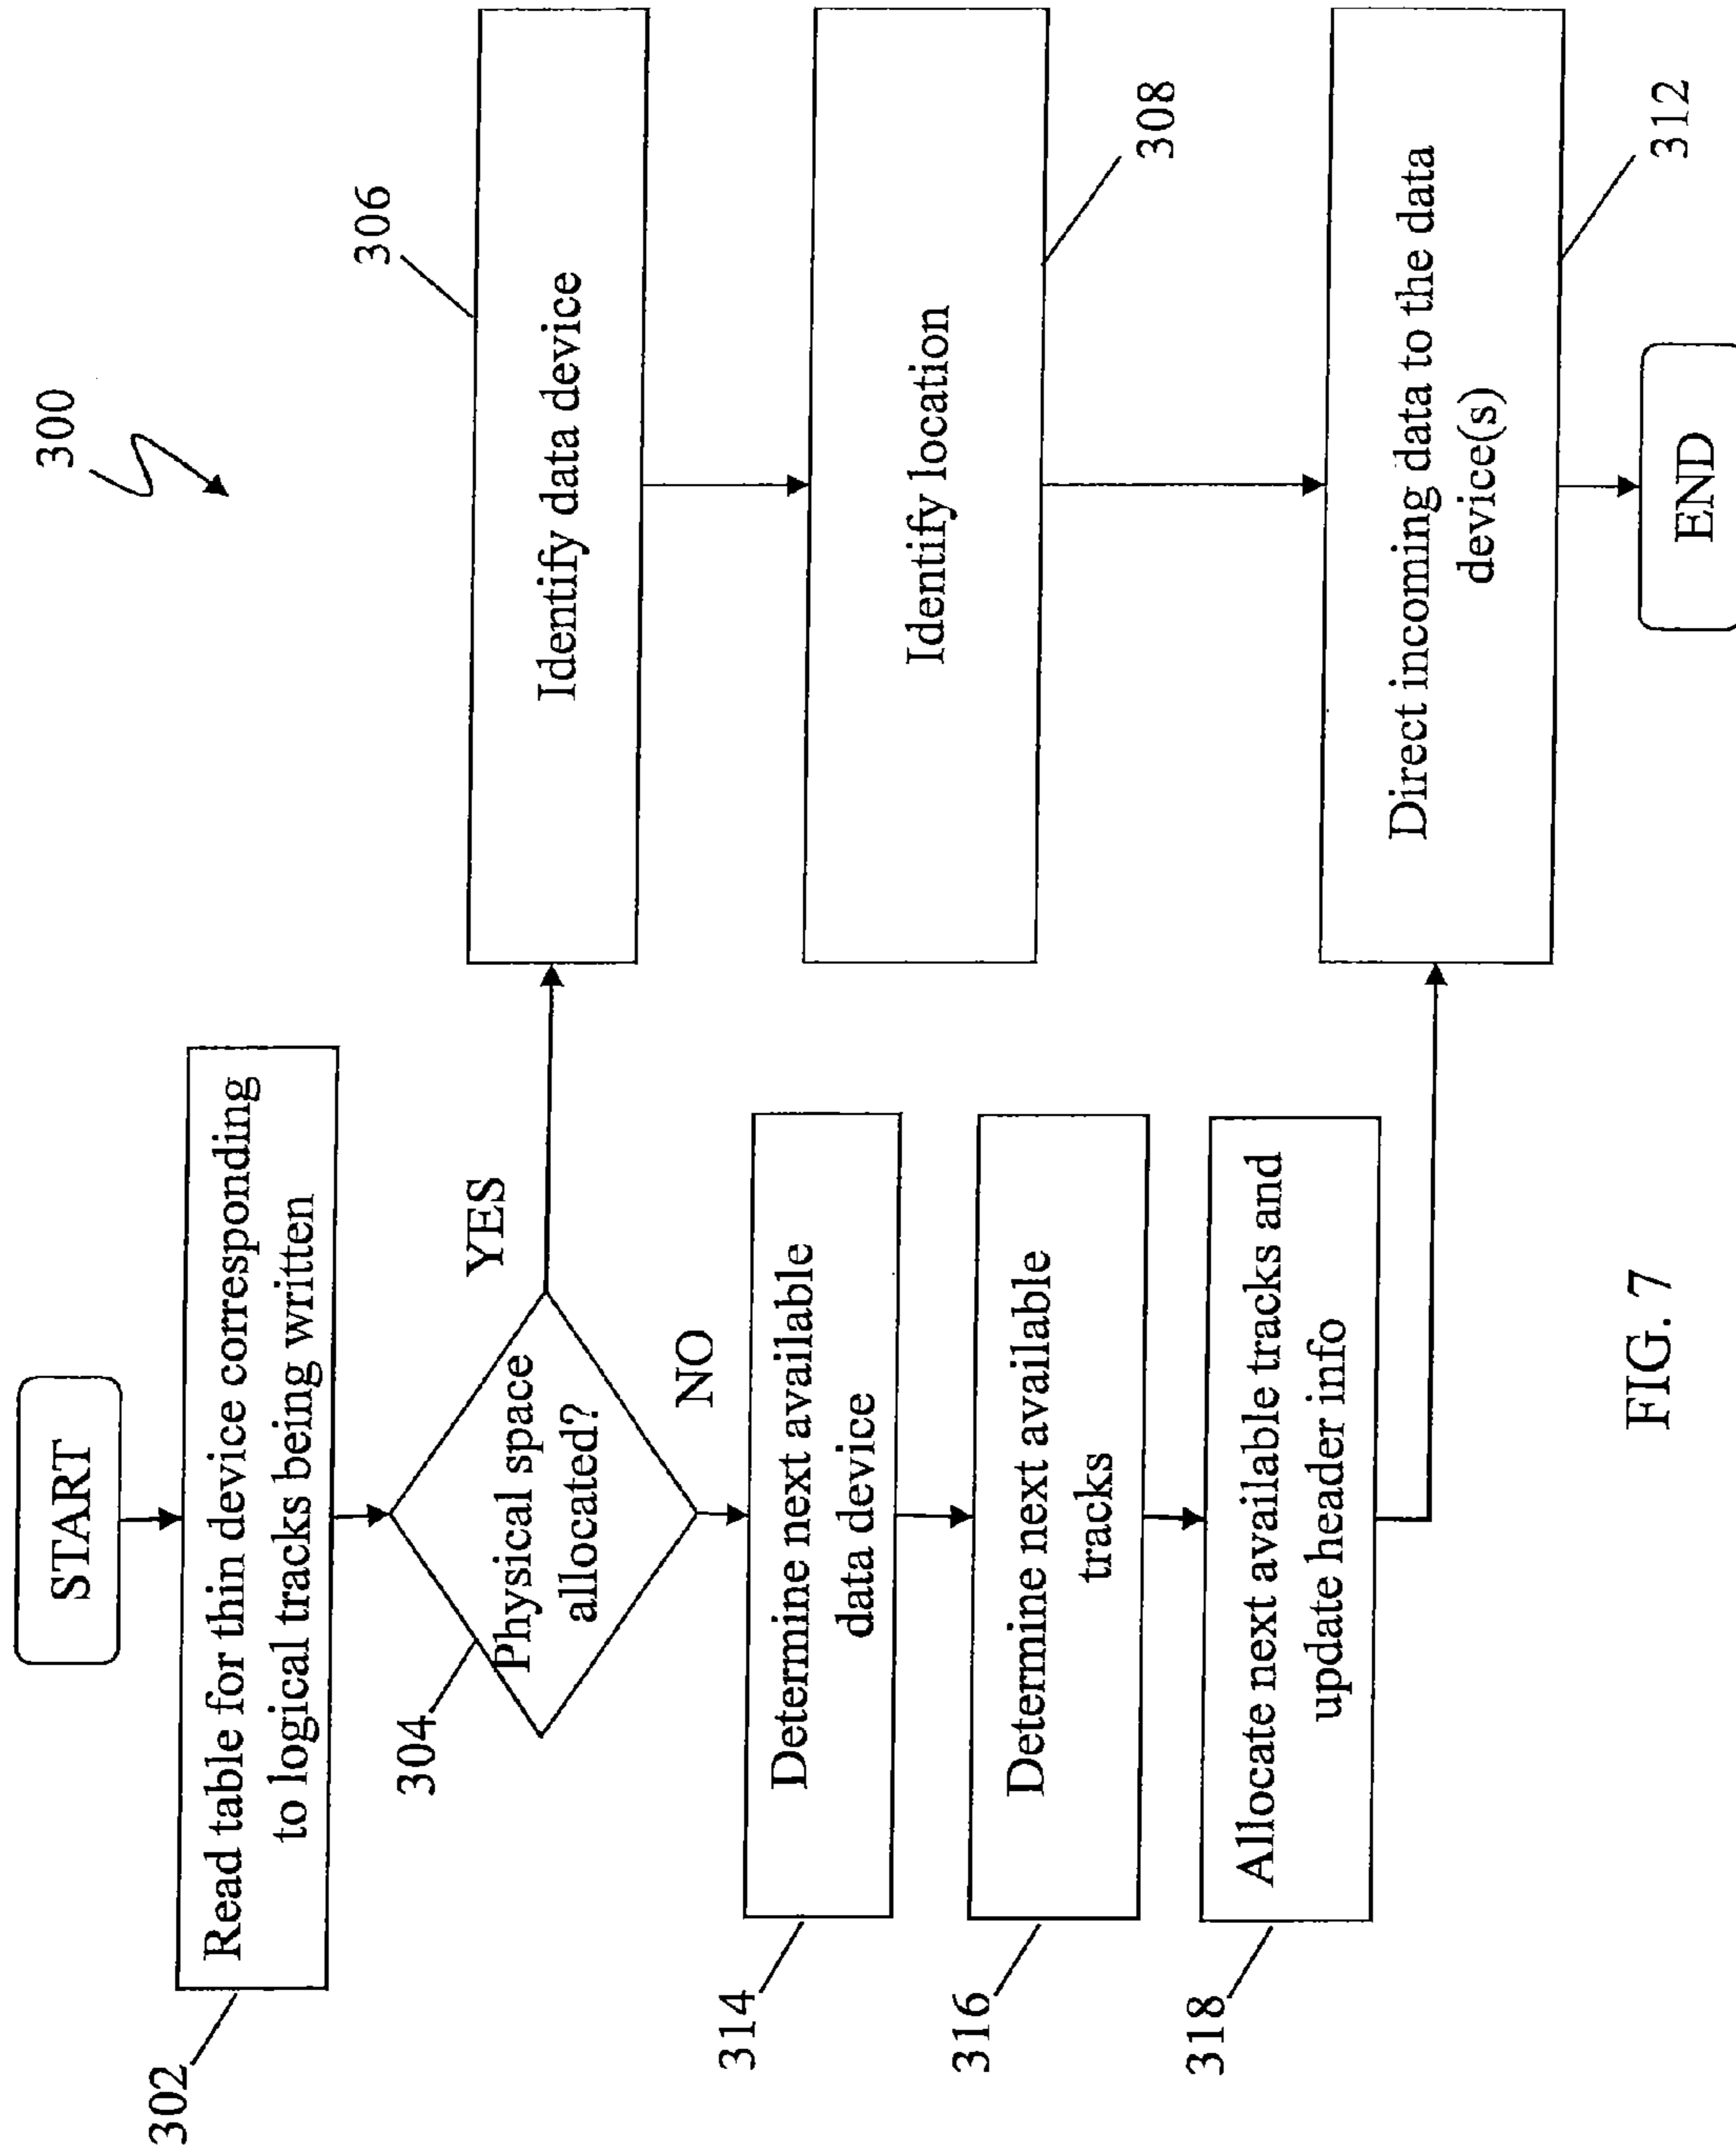 300
START
302
Read table for thin device corresponding
to logical tracks being written
304
Physical space
allocated?
YES
NO
306
Identify data device
308
Identify location
314
Determine next available
data device
316
Determine next available
tracks
318
Allocate next available tracks and
update header info
Direct incoming data to the data
device(s)
312
END
FIG. 7